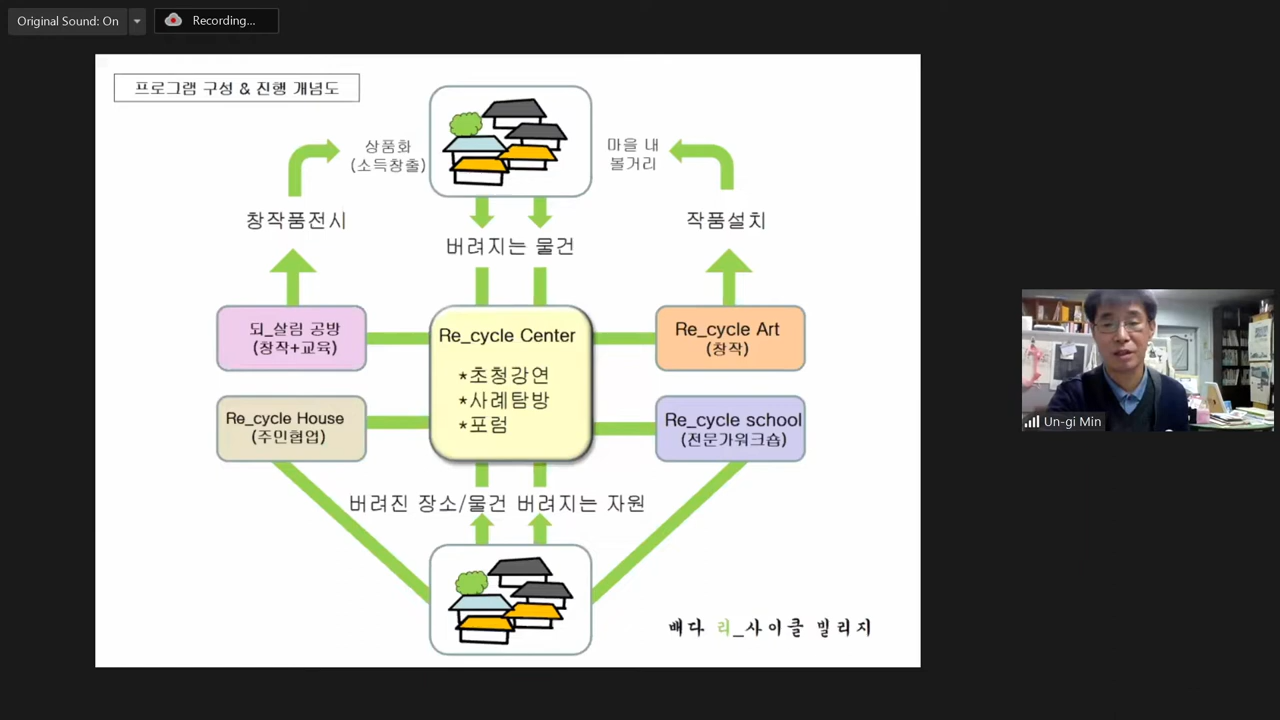 Original Sound: On
Recording...
프로그램 구성 & 진행 개념도
상품화
(소득창출)
마을 내
볼거리
창작품전시
작품설치
버려지는 물건
되_살림 공방
(창작+교육)
Re_cycle Center
*초청강연
*사례탐방
*포럼
Re_cycle Art
(창작)
Re_cycle House
(주민협업)
Re_cycle school
(전문가워크숍)
버려진 장소/물건 버려지는 자원
배다 리_사이클 빌리지
Un-gi Min